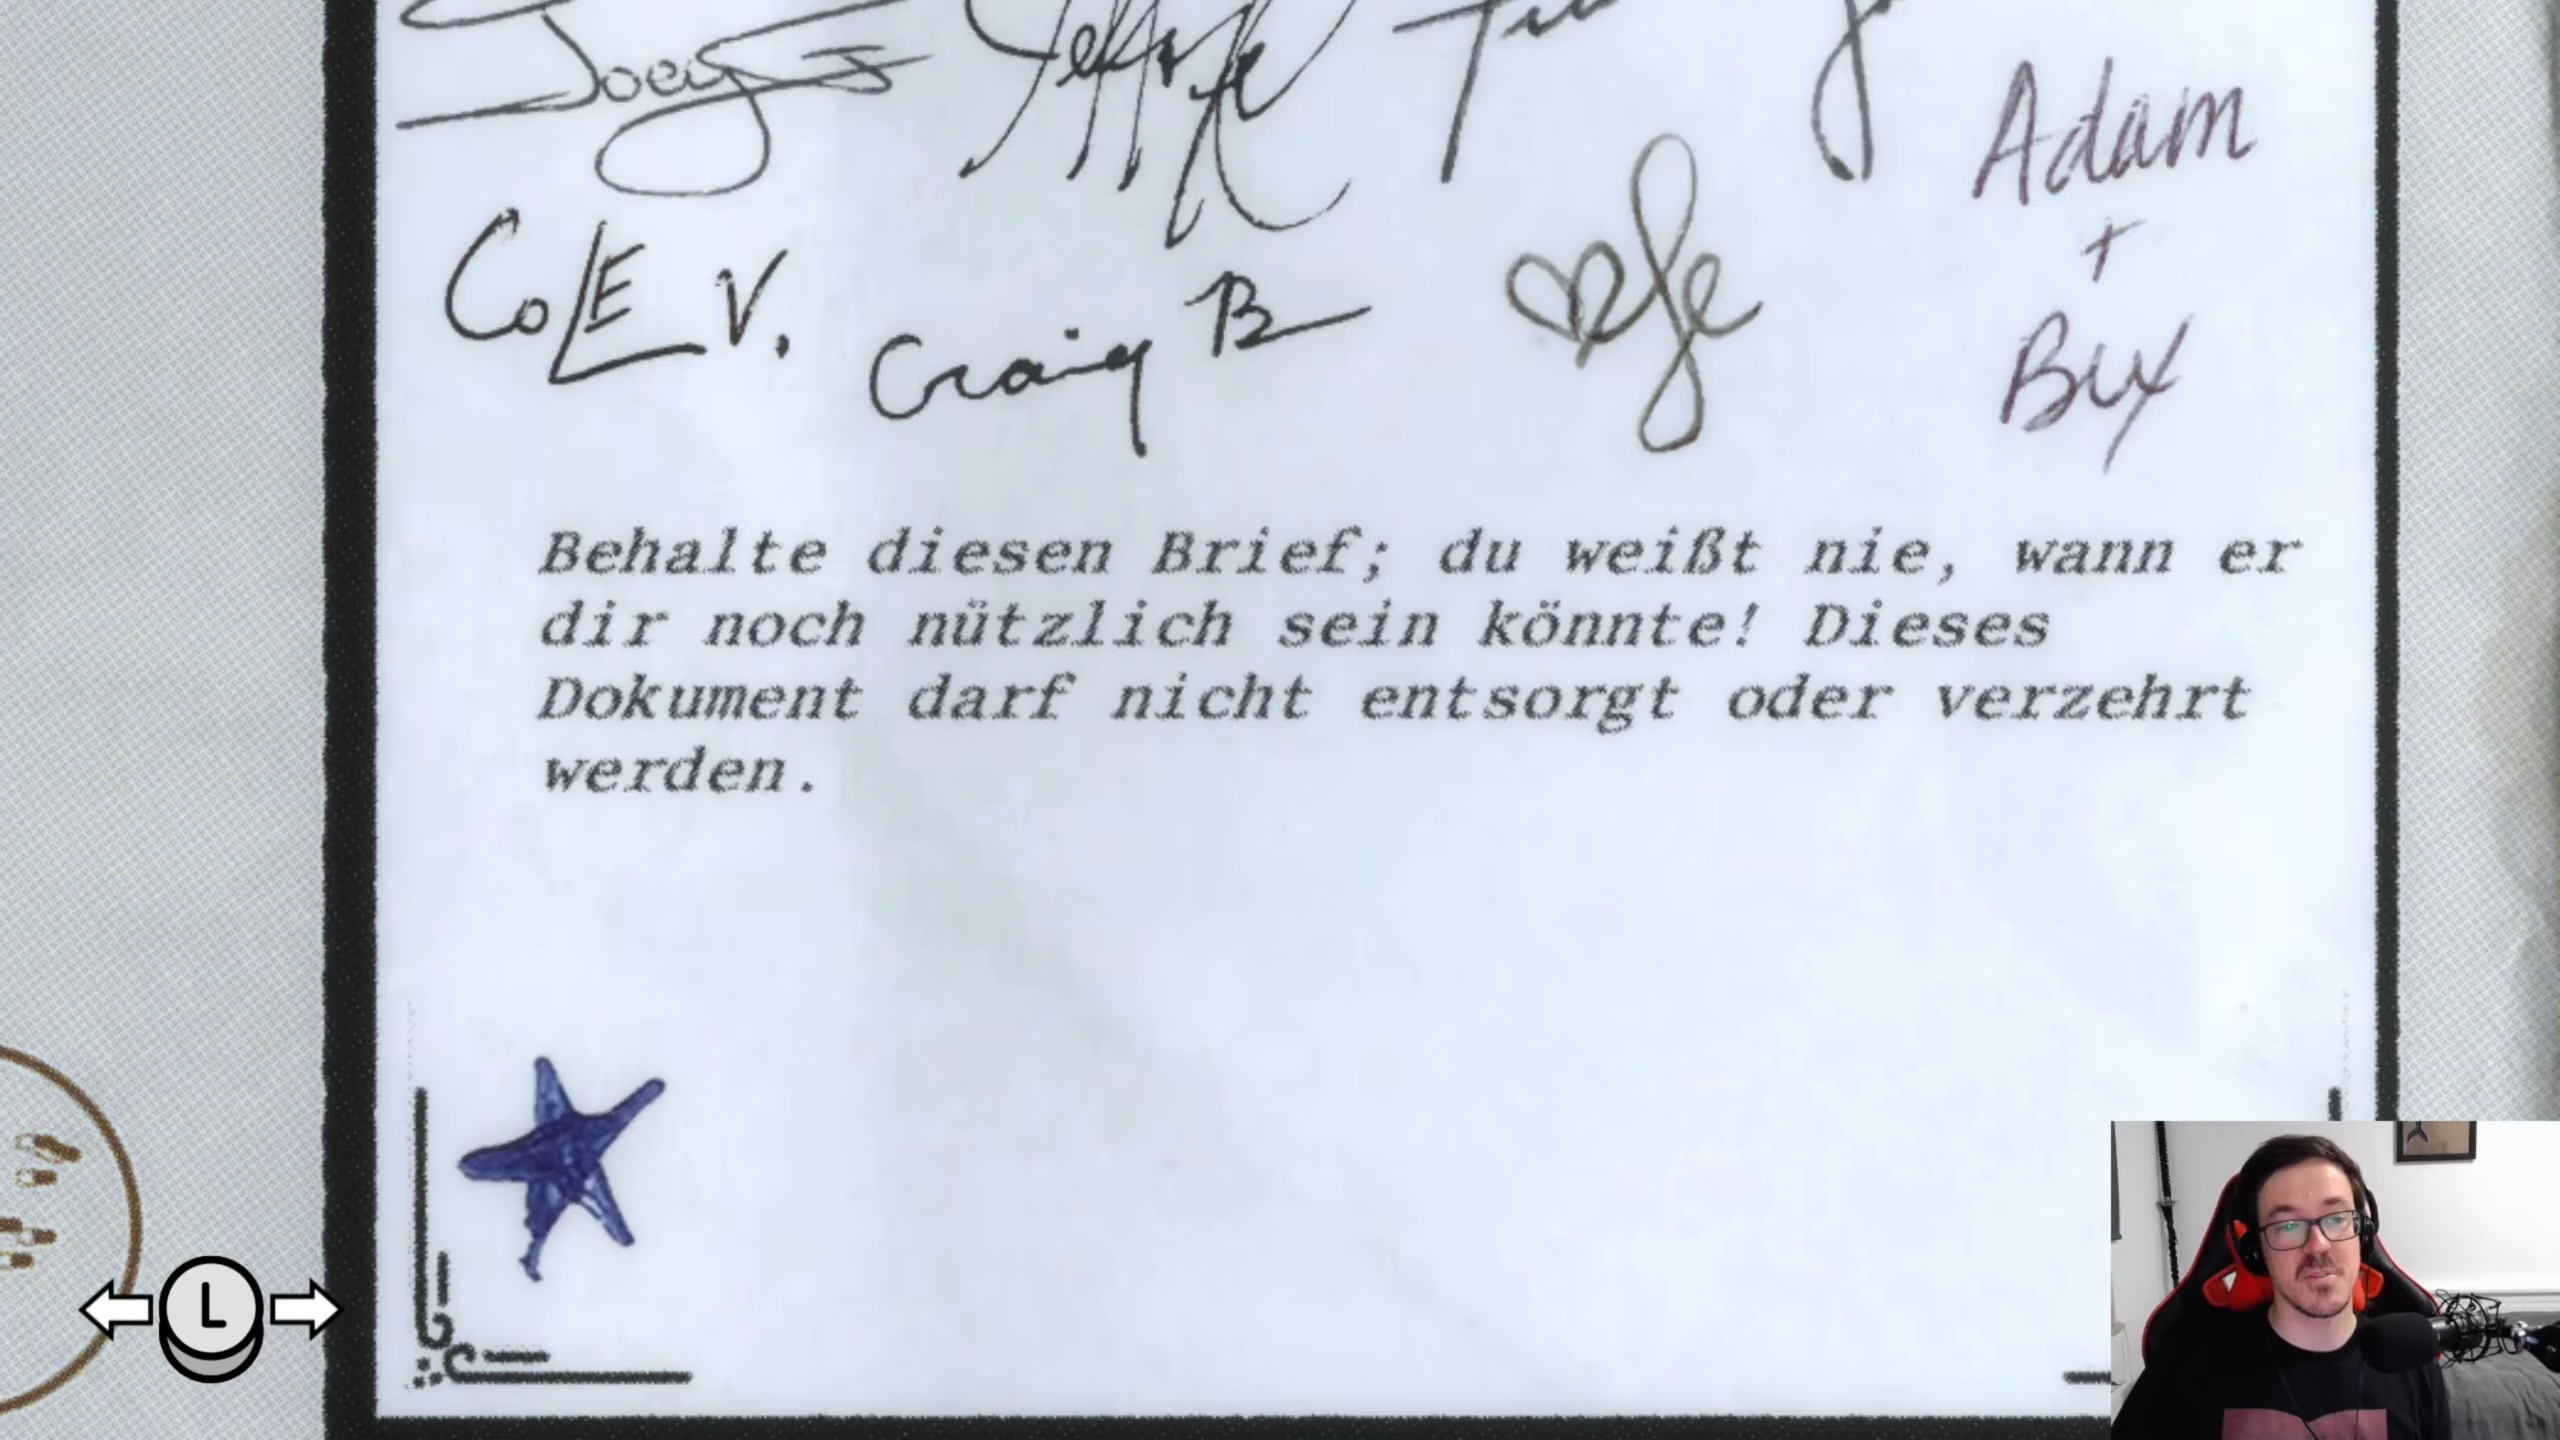 Joey
Adam
+
Bix
CoLE V.
Craig B
Behalte diesen Brief; du weißt nie, wann er
dir noch nützlich sein könnte! Dieses
Dokument darf nicht entsorgt oder verzehrt
werden.
L